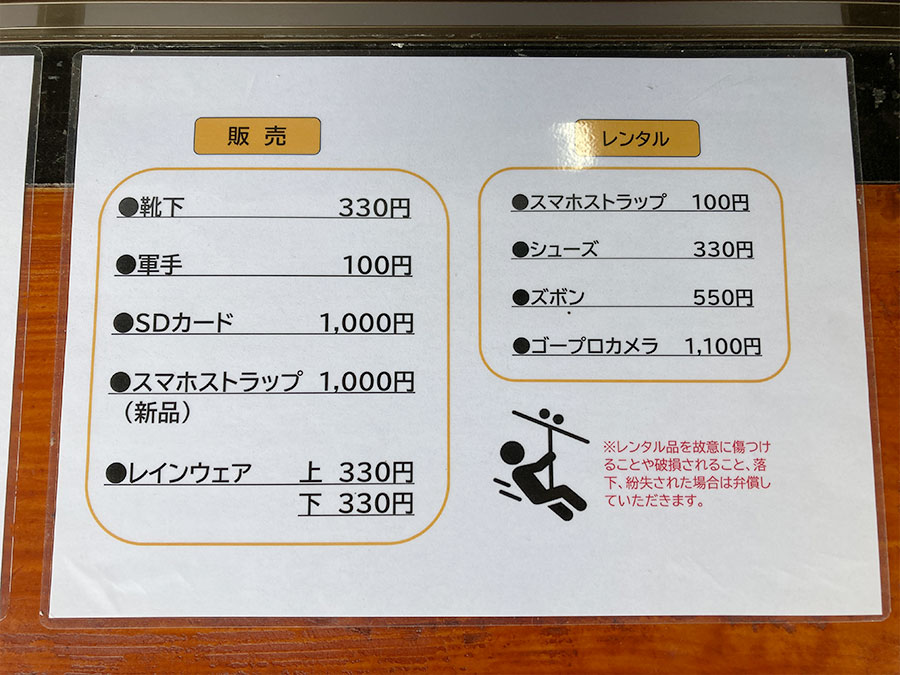 販売
●靴下 330円
●軍手 100円
●SDカード 1,000円
●スマホストラップ 1,000円
（新品）
●レインウェア 上 330円
下 330円
レンタル
●スマホストラップ 100円
●シューズ 330円
●ズボン 550円
●ゴープロカメラ 1,100円
※レンタル品を故意に傷つけ
ることや破損されること、落
下、紛失された場合は弁償し
ていただきます。